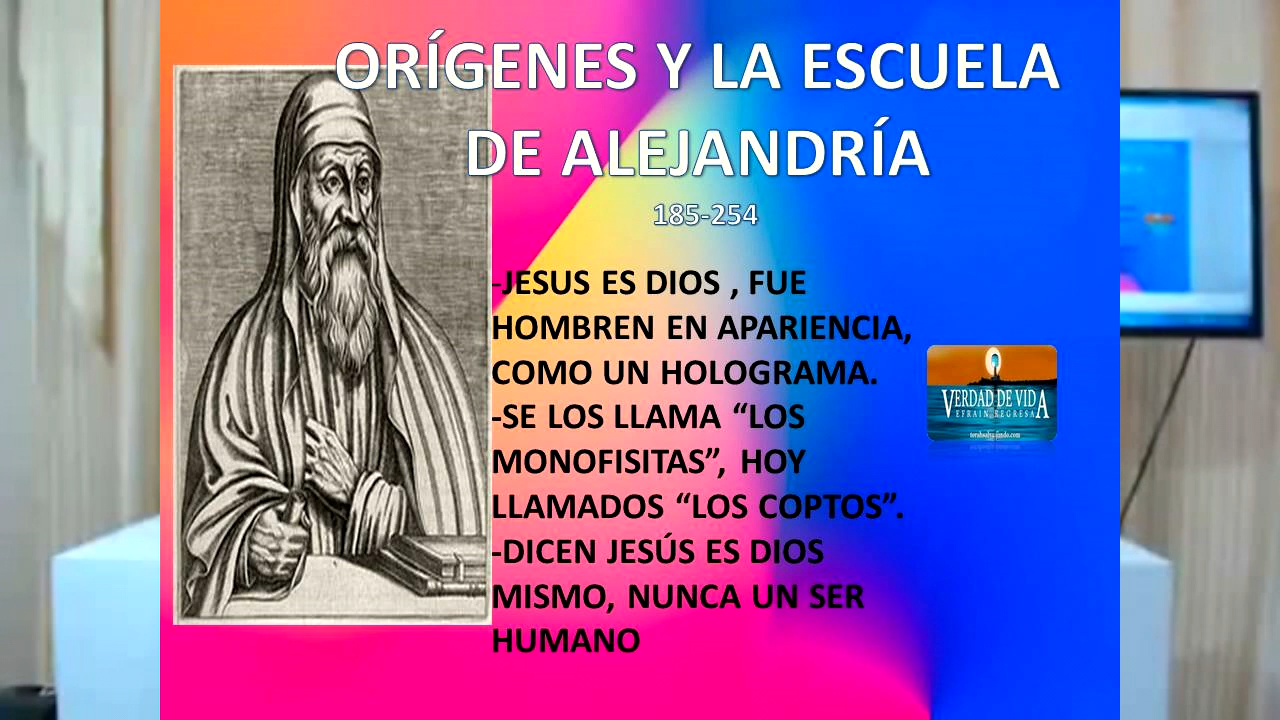 ORÍGENES Y LA ESCUELA
DE ALEJANDRÍA
185-254
-JESUS ES DIOS , FUE
HOMBREN EN APARIENCIA,
COMO UN HOLOGRAMA.
-SE LOS LLAMA “LOS
MONOFISITAS”, HOY
LLAMADOS “LOS COPTOS”.
-DICEN JESÚS ES DIOS
MISMO, NUNCA UN SER
HUMANO
VERDAD DE VIDA
EFRAIN REGRESA